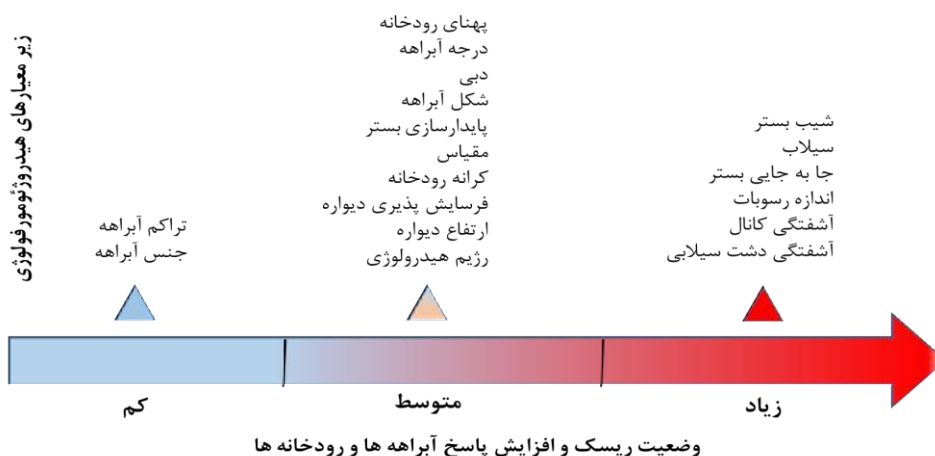 زیر معیارهای هیدروژئومورفولوژی
شیب بستر
سیلاب
جا به جایی بستر
اندازه رسوبات
آشفتگی کانال
آشفتگی دشت سیلابی
پهنای رودخانه
درجه آبراهه
دبی
شکل آبراهه
پایدارسازی بستر
مقیاس
کرانه رودخانه
فرسایش پذیری دیواره
ارتفاع دیواره
رژیم هیدرولوژی
تراکم آبراهه
جنس آبراهه
زیاد
متوسط
کم
وضعیت ریسک و افزایش پاسخ آبراهه ها و رودخانه ها